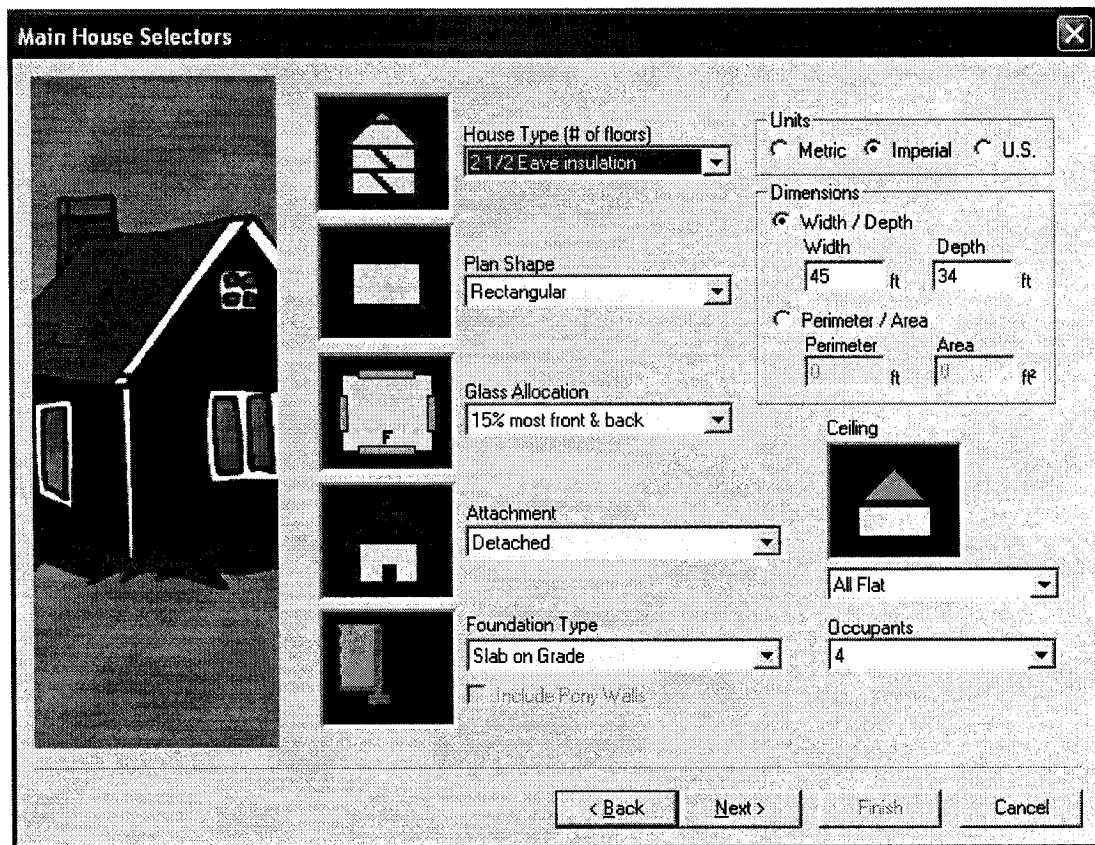 Main House Selectors
House Type (# of floors)
2 1/2 Eave insulation
Plan Shape
Rectangular
Glass Allocation
15% most front & back
F
Attachment
Detached
Foundation Type
Slab on Grade
Include Pony Walls
Units
Metric Imperial U.S.
Dimensions
Width / Depth
Width Depth
45 ft 34 ft
Perimeter / Area
Perimeter Area
0 ft 0 ft²
Ceiling
All Flat
Occupants
4
< Back Next > Finish Cancel